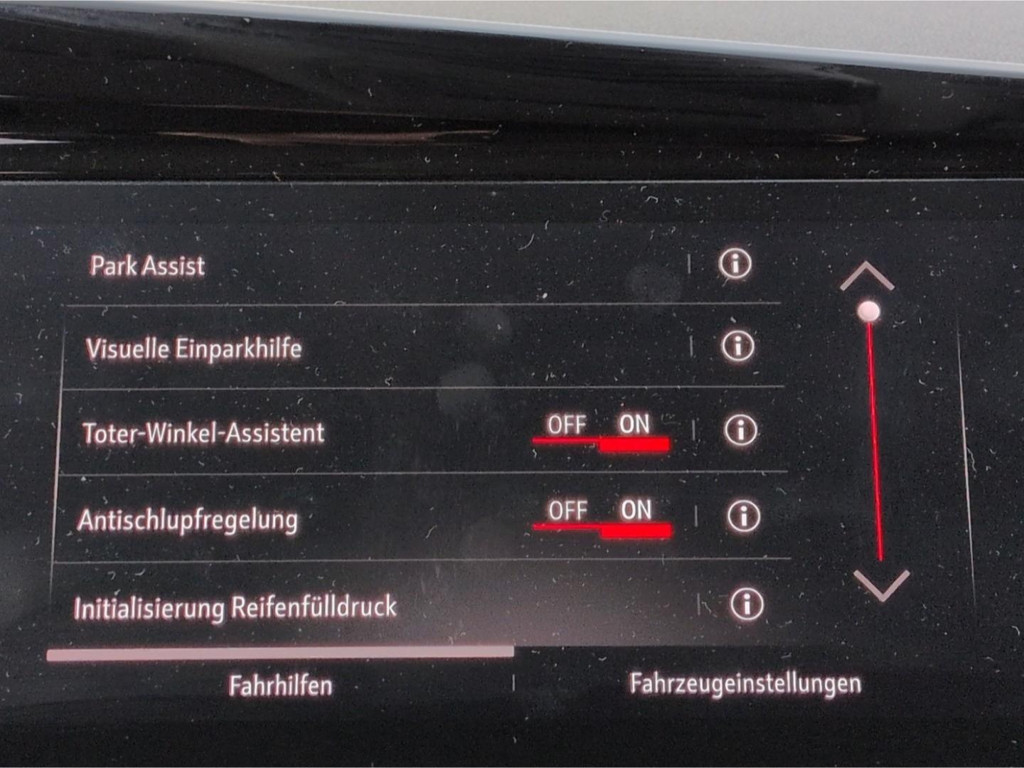 Park Assist
Visuelle Einparkhilfe
Toter-Winkel-Assistent OFF ON
Antischlupfregelung OFF ON
Initialisierung Reifenfülldruck
Fahrhilfen Fahrzeugeinstellungen